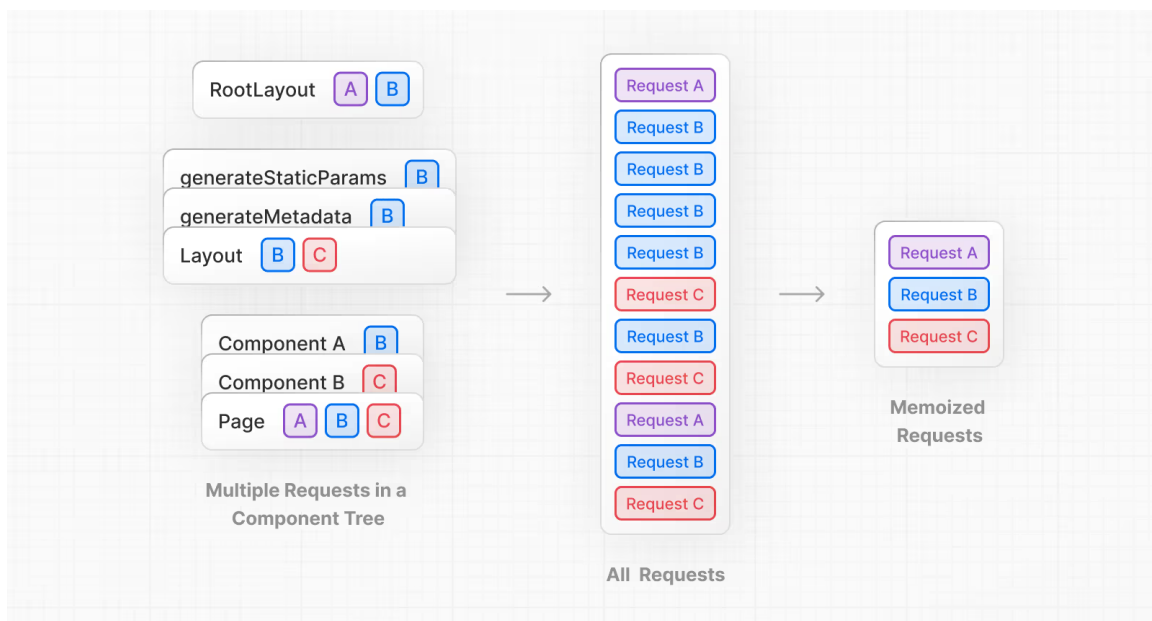 RootLayout A B
generateStaticParams B
generateMetadata B
Layout B C
Component A B
Component B C
Page A B C
Multiple Requests in a
Component Tree
Request A
Request B
Request B
Request B
Request B
Request C
Request B
Request C
Request A
Request B
Request C
All Requests
Request A
Request B
Request C
Memoized
Requests